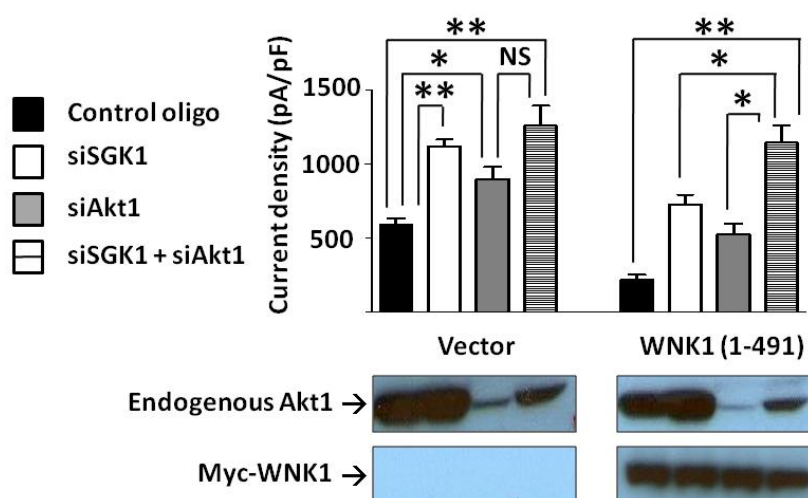 Control oligo
siSGK1
siAkt1
siSGK1 + siAkt1
Current density (pA/pF)
1500
1000
500
**
*
**
NS
**
*
*
Vector
WNK1 (1-491)
Endogenous Akt1 →
Myc-WNK1 →